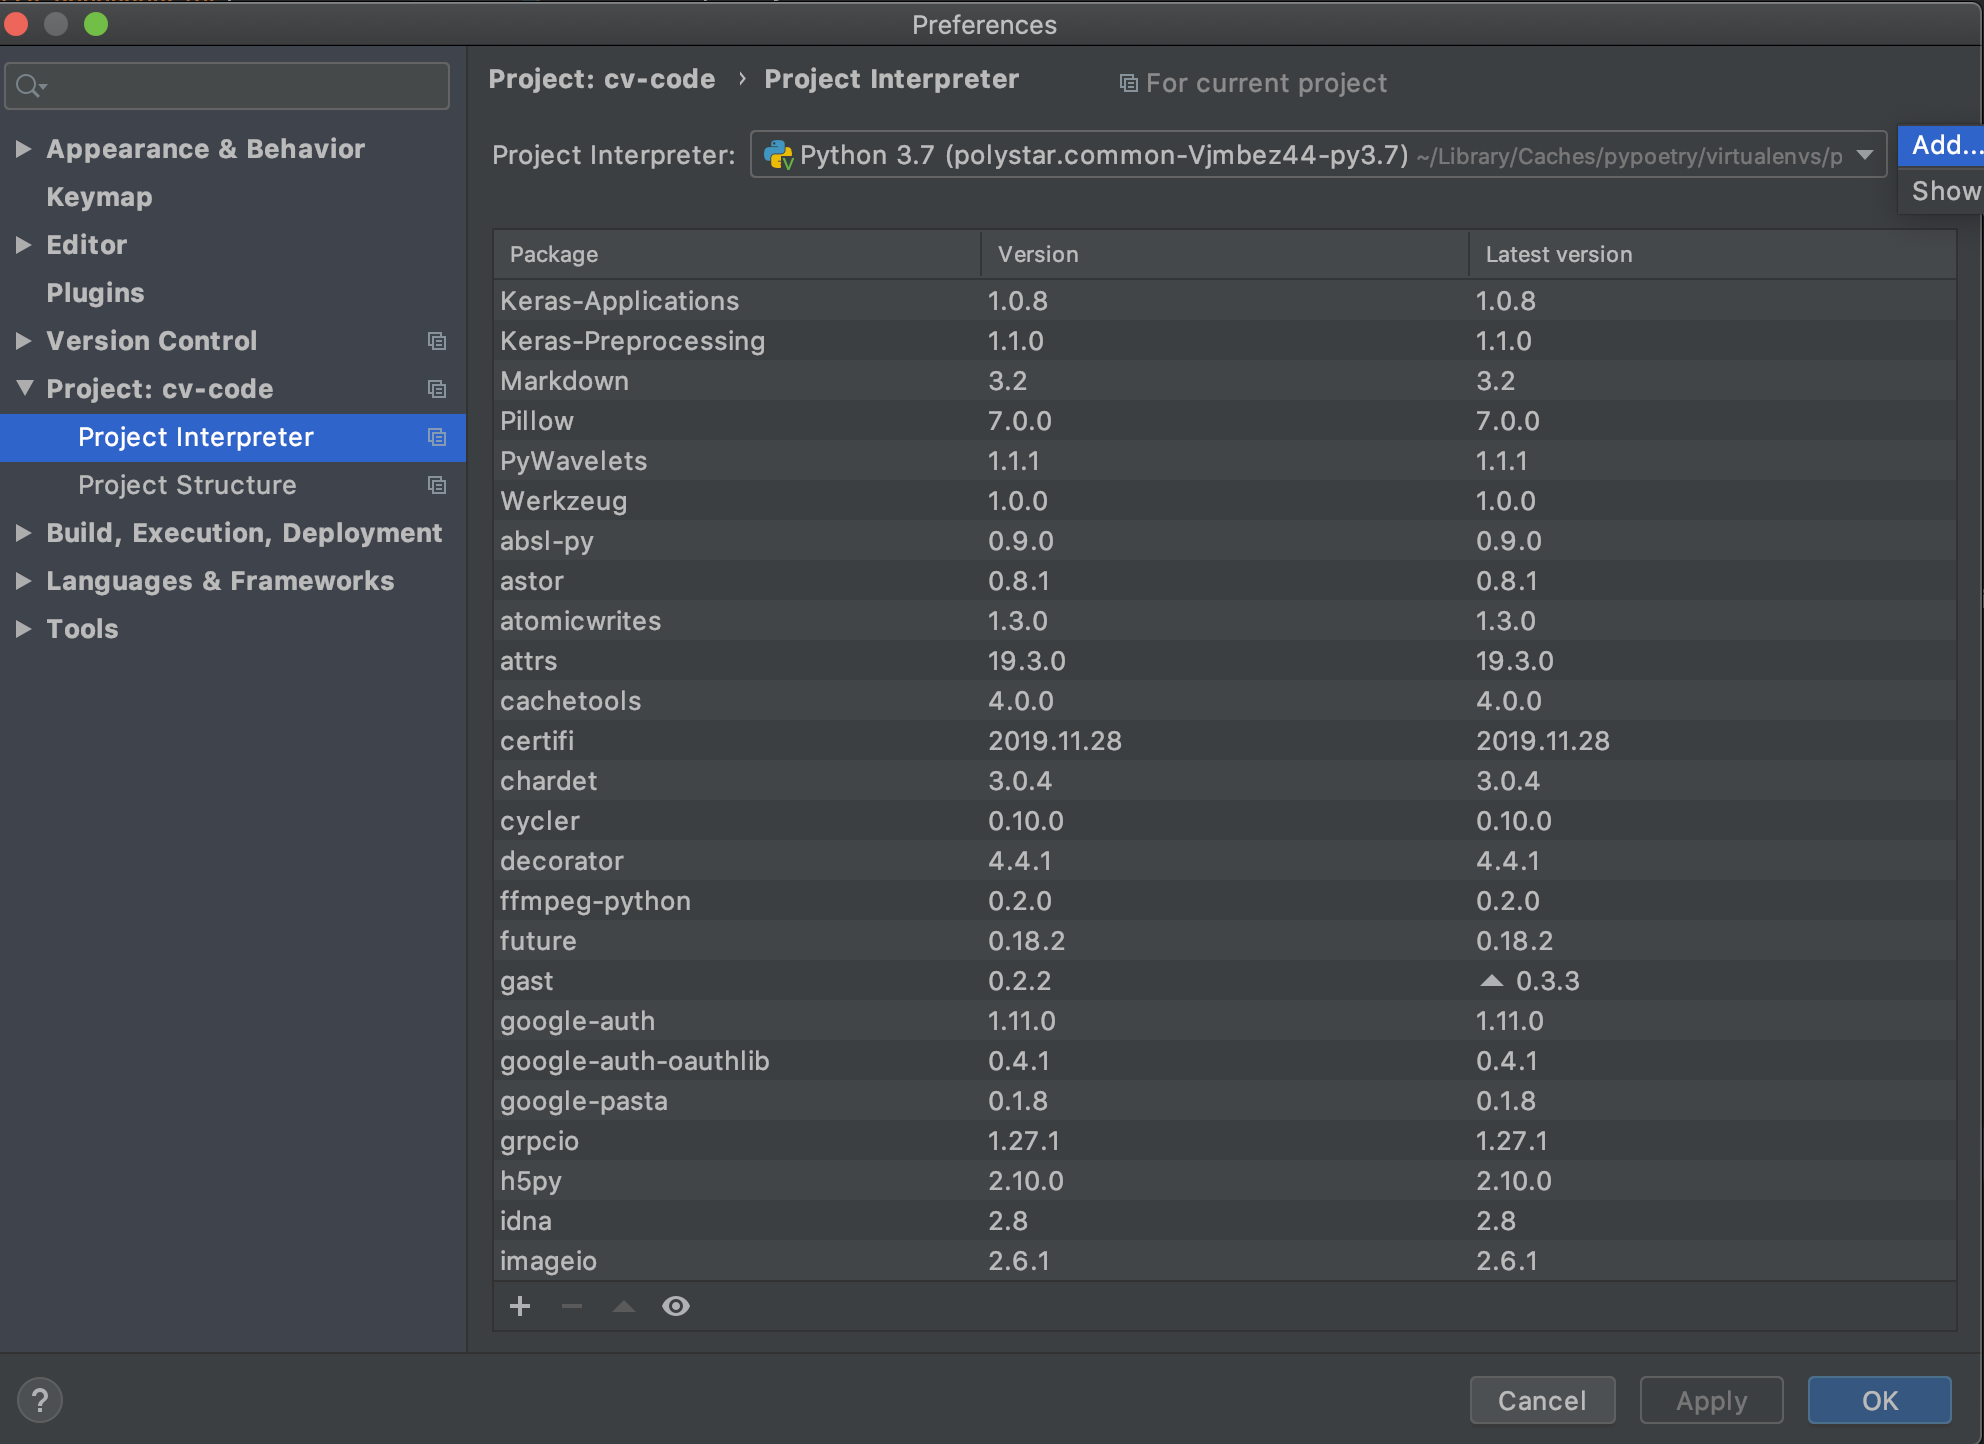 Preferences
Project: cv-code › Project Interpreter For current project
Project Interpreter: Python 3.7 (polystar.common-Vjmbez44-py3.7) ~/Library/Caches/pypoetry/virtualenvs/p
Add...
Show
Appearance & Behavior
Keymap
Editor
Plugins
Version Control
Project: cv-code
Project Interpreter
Project Structure
Build, Execution, Deployment
Languages & Frameworks
Tools
Package Version Latest version
Keras-Applications 1.0.8 1.0.8
Keras-Preprocessing 1.1.0 1.1.0
Markdown 3.2 3.2
Pillow 7.0.0 7.0.0
PyWavelets 1.1.1 1.1.1
Werkzeug 1.0.0 1.0.0
absl-py 0.9.0 0.9.0
astor 0.8.1 0.8.1
atomicwrites 1.3.0 1.3.0
attrs 19.3.0 19.3.0
cachetools 4.0.0 4.0.0
certifi 2019.11.28 2019.11.28
chardet 3.0.4 3.0.4
cycler 0.10.0 0.10.0
decorator 4.4.1 4.4.1
ffmpeg-python 0.2.0 0.2.0
future 0.18.2 0.18.2
gast 0.2.2 0.3.3
google-auth 1.11.0 1.11.0
google-auth-oauthlib 0.4.1 0.4.1
google-pasta 0.1.8 0.1.8
grpcio 1.27.1 1.27.1
h5py 2.10.0 2.10.0
idna 2.8 2.8
imageio 2.6.1 2.6.1
? Cancel Apply OK